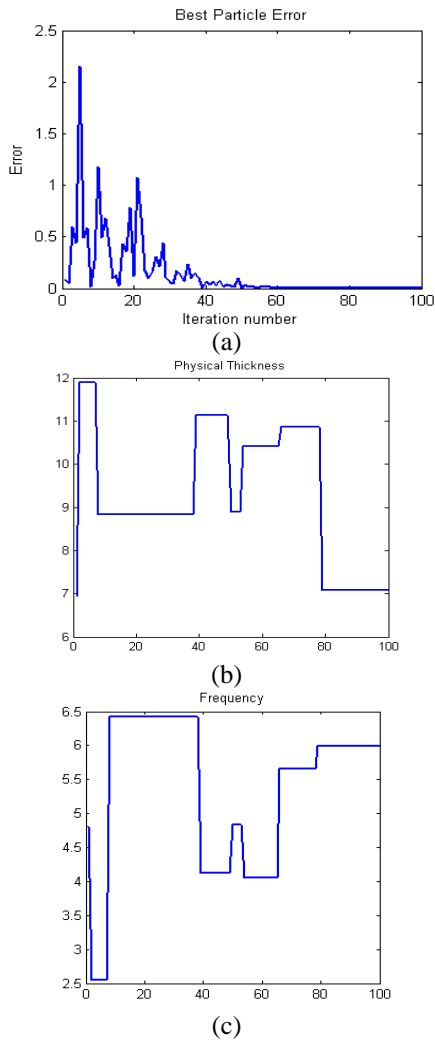 Best Particle Error
2.5
2
1.5
1
0.5
0
Error
0 20 40 60 80 100
Iteration number
(a)
Physical Thickness
12
11
10
9
8
7
6
0 20 40 60 80 100
(b)
Frequency
6.5
6
5.5
5
4.5
4
3.5
3
2.5
0 20 40 60 80 100
(c)